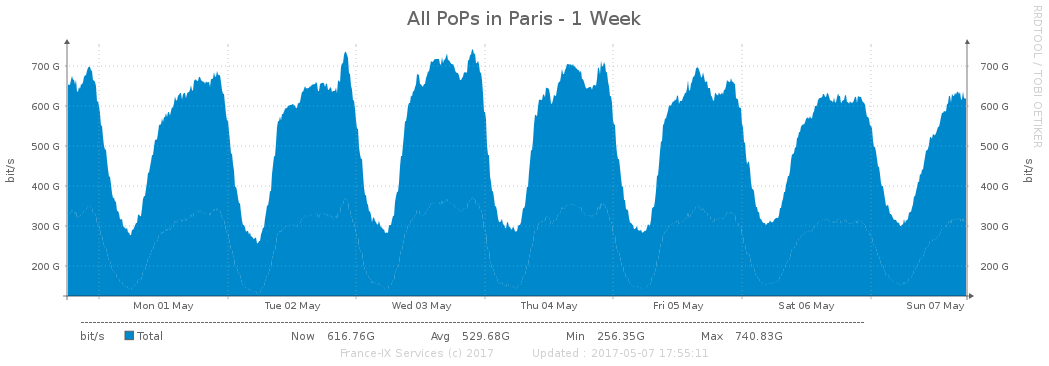 All PoPs in Paris - 1 Week
RRDTOOL / TOBI OETIKER
700 G 700 G
600 G 600 G
500 G 500 G
400 G 400 G
300 G 300 G
200 G 200 G
bit/s
bit/s
Mon 01 May Tue 02 May Wed 03 May Thu 04 May Fri 05 May Sat 06 May Sun 07 May
bit/s Total Now 616.76G Avg 529.68G Min 256.35G Max 740.83G
France-IX Services (c) 2017 Updated : 2017-05-07 17:55:11